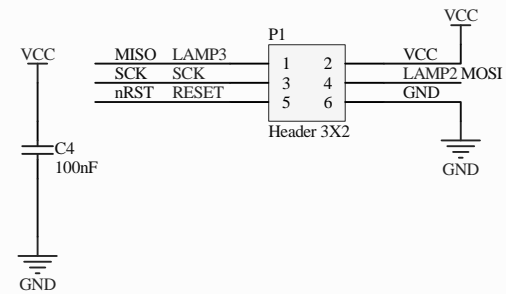 VCC
P1
VCC
MISO LAMP3 1 2 VCC
SCK SCK 3 4 LAMP2 MOSI
nRST RESET 5 6 GND
Header 3X2
C4
100nF
GND
GND